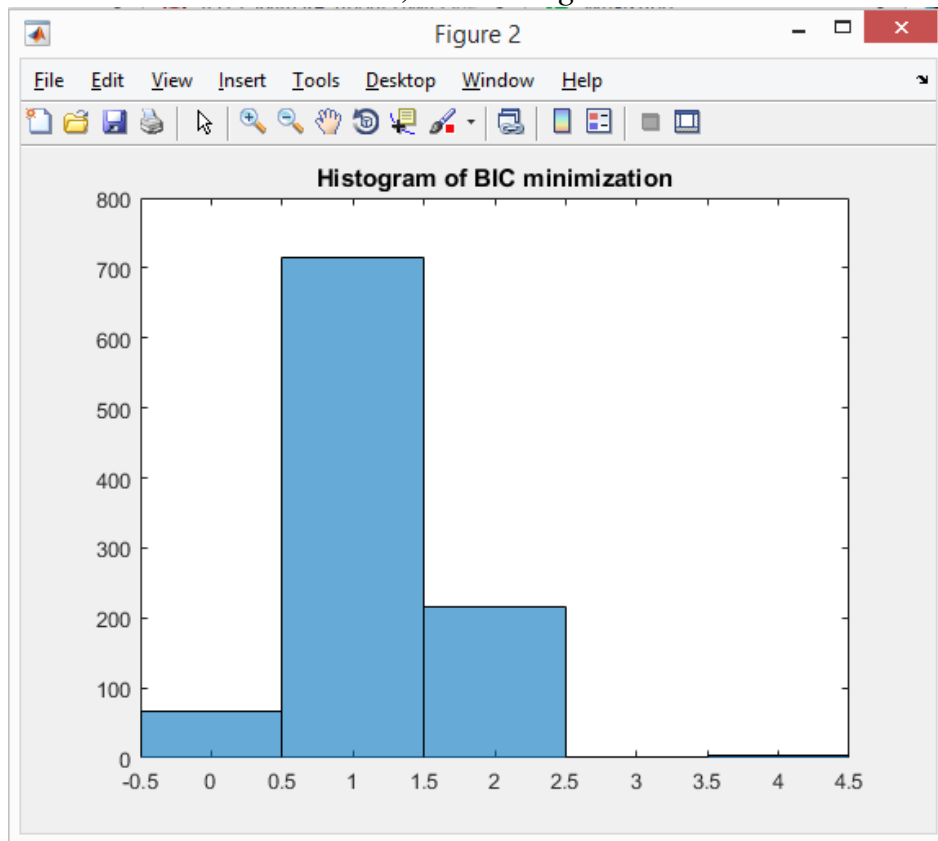 Figure 2
File Edit View Insert Tools Desktop Window Help
Histogram of BIC minimization
800
700
600
500
400
300
200
100
0
-0.5 0 0.5 1 1.5 2 2.5 3 3.5 4 4.5